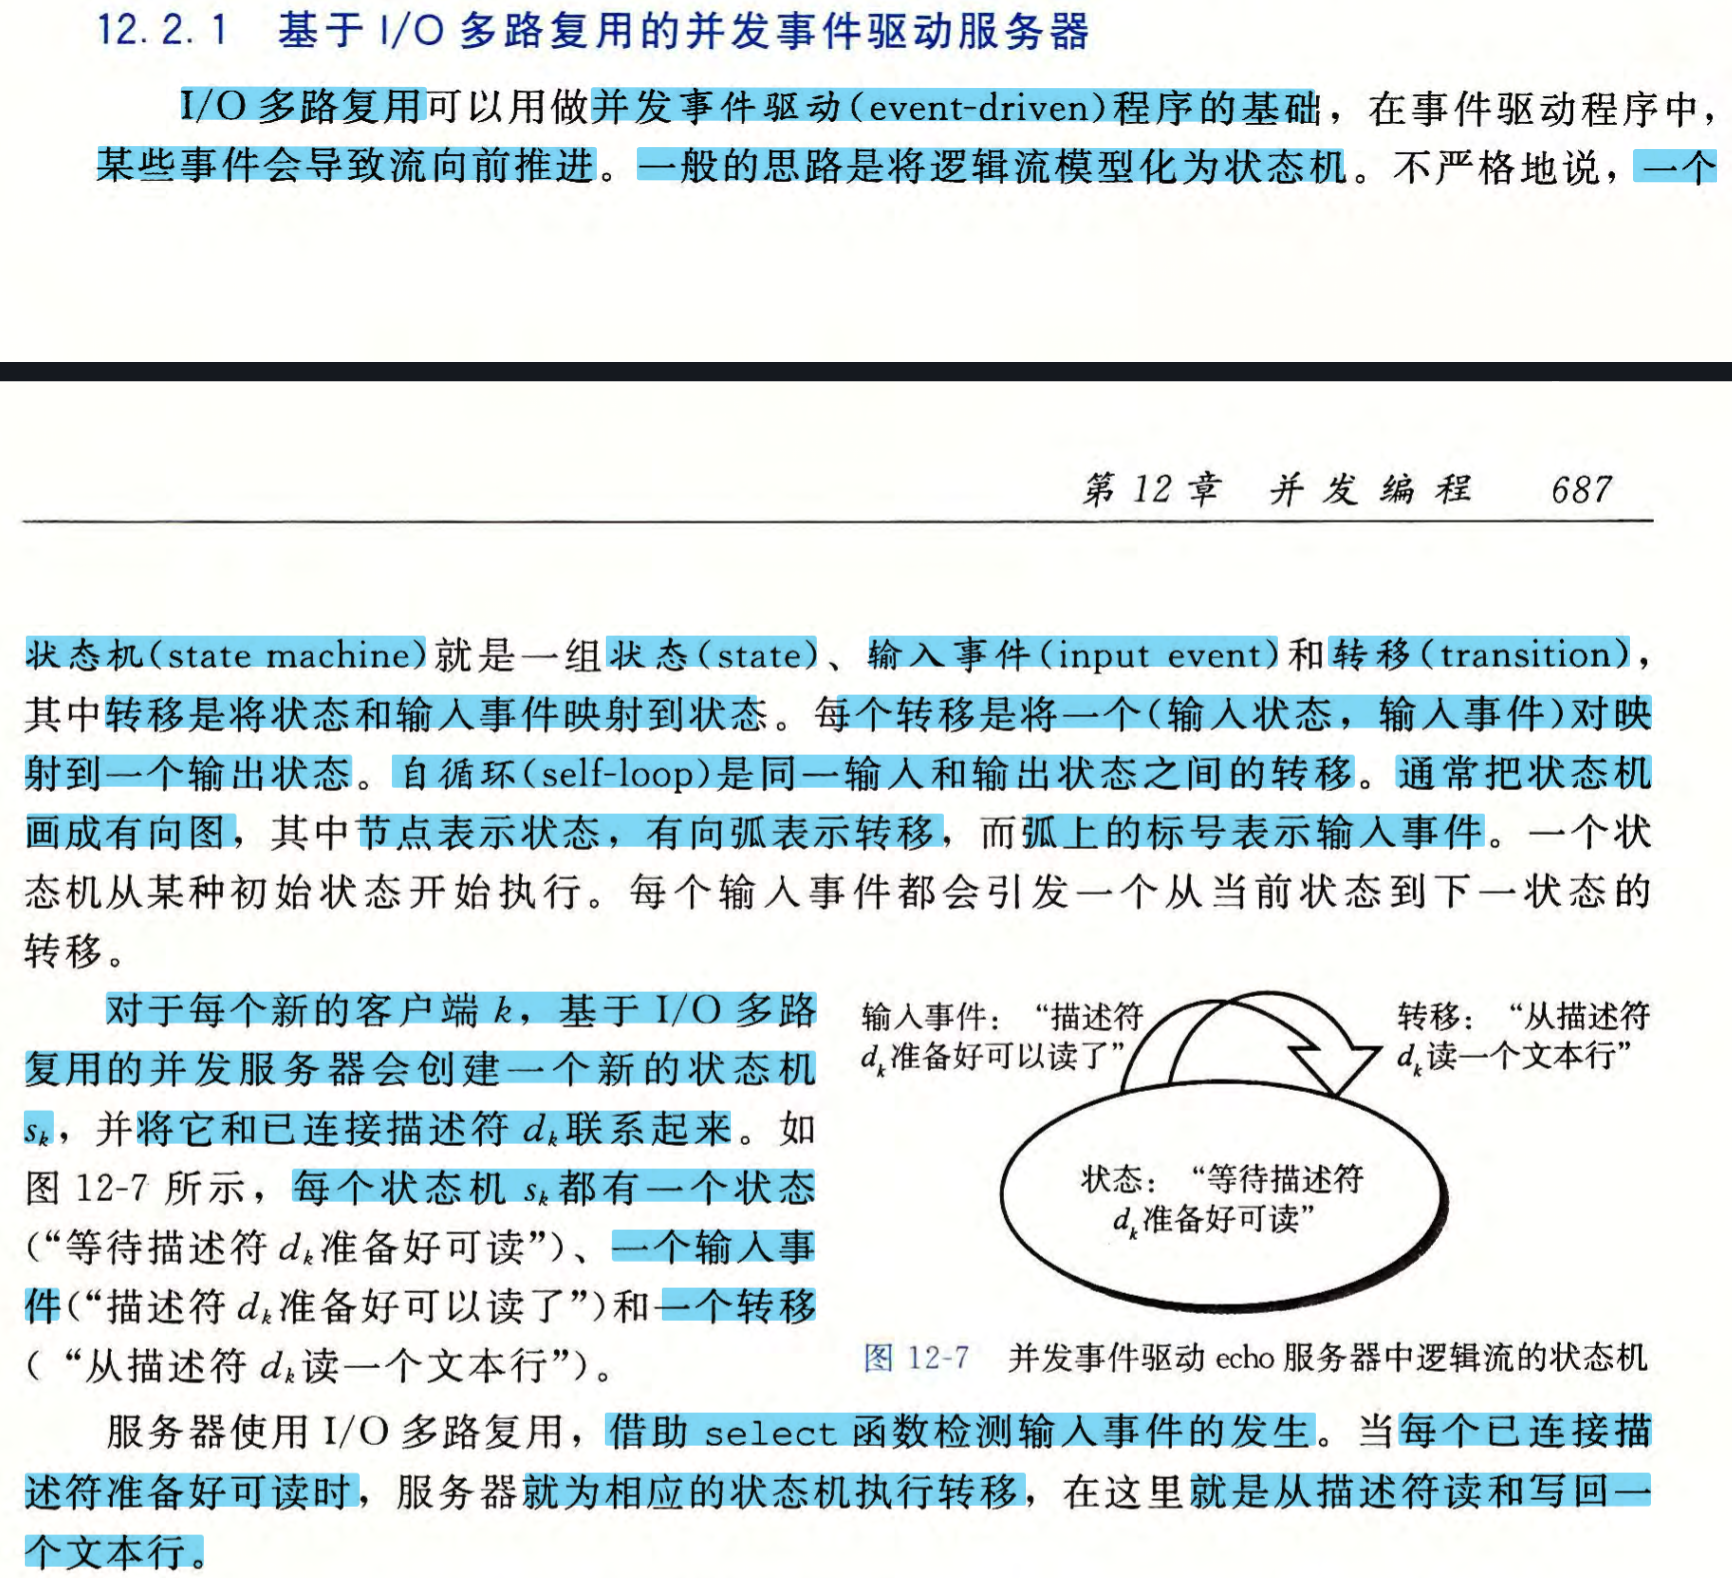 12.2.1 基于 I/O 多路复用的并发事件驱动服务器
I/O 多路复用可以用做并发事件驱动(event-driven)程序的基础，在事件驱动程序中，
某些事件会导致流向前推进。一般的思路是将逻辑流模型化为状态机。不严格地说，一个
第 12 章 并发编程 687
状态机(state machine)就是一组状态(state)、输入事件(input event)和转移(transition)，
其中转移是将状态和输入事件映射到状态。每个转移是将一个(输入状态，输入事件)对映
射到一个输出状态。自循环(self-loop)是同一输入和输出状态之间的转移。通常把状态机
画成有向图，其中节点表示状态，有向弧表示转移，而弧上的标号表示输入事件。一个状
态机从某种初始状态开始执行。每个输入事件都会引发一个从当前状态到下一状态的
转移。
对于每个新的客户端 k，基于 I/O 多路
复用的并发服务器会创建一个新的状态机
sk，并将它和已连接描述符 dk联系起来。如
图 12-7 所示，每个状态机 sk都有一个状态
(“等待描述符 dk准备好可读”)、一个输入事
件(“描述符 dk准备好可以读了”)和一个转移
(“从描述符 dk读一个文本行”)。
输入事件：“描述符
dk准备好可以读了”
转移：“从描述符
dk读一个文本行”
状态：“等待描述符
dk准备好可读”
图 12-7 并发事件驱动 echo 服务器中逻辑流的状态机
服务器使用 I/O 多路复用，借助 select 函数检测输入事件的发生。当每个已连接描
述符准备好可读时，服务器就为相应的状态机执行转移，在这里就是从描述符读和写回一
个文本行。